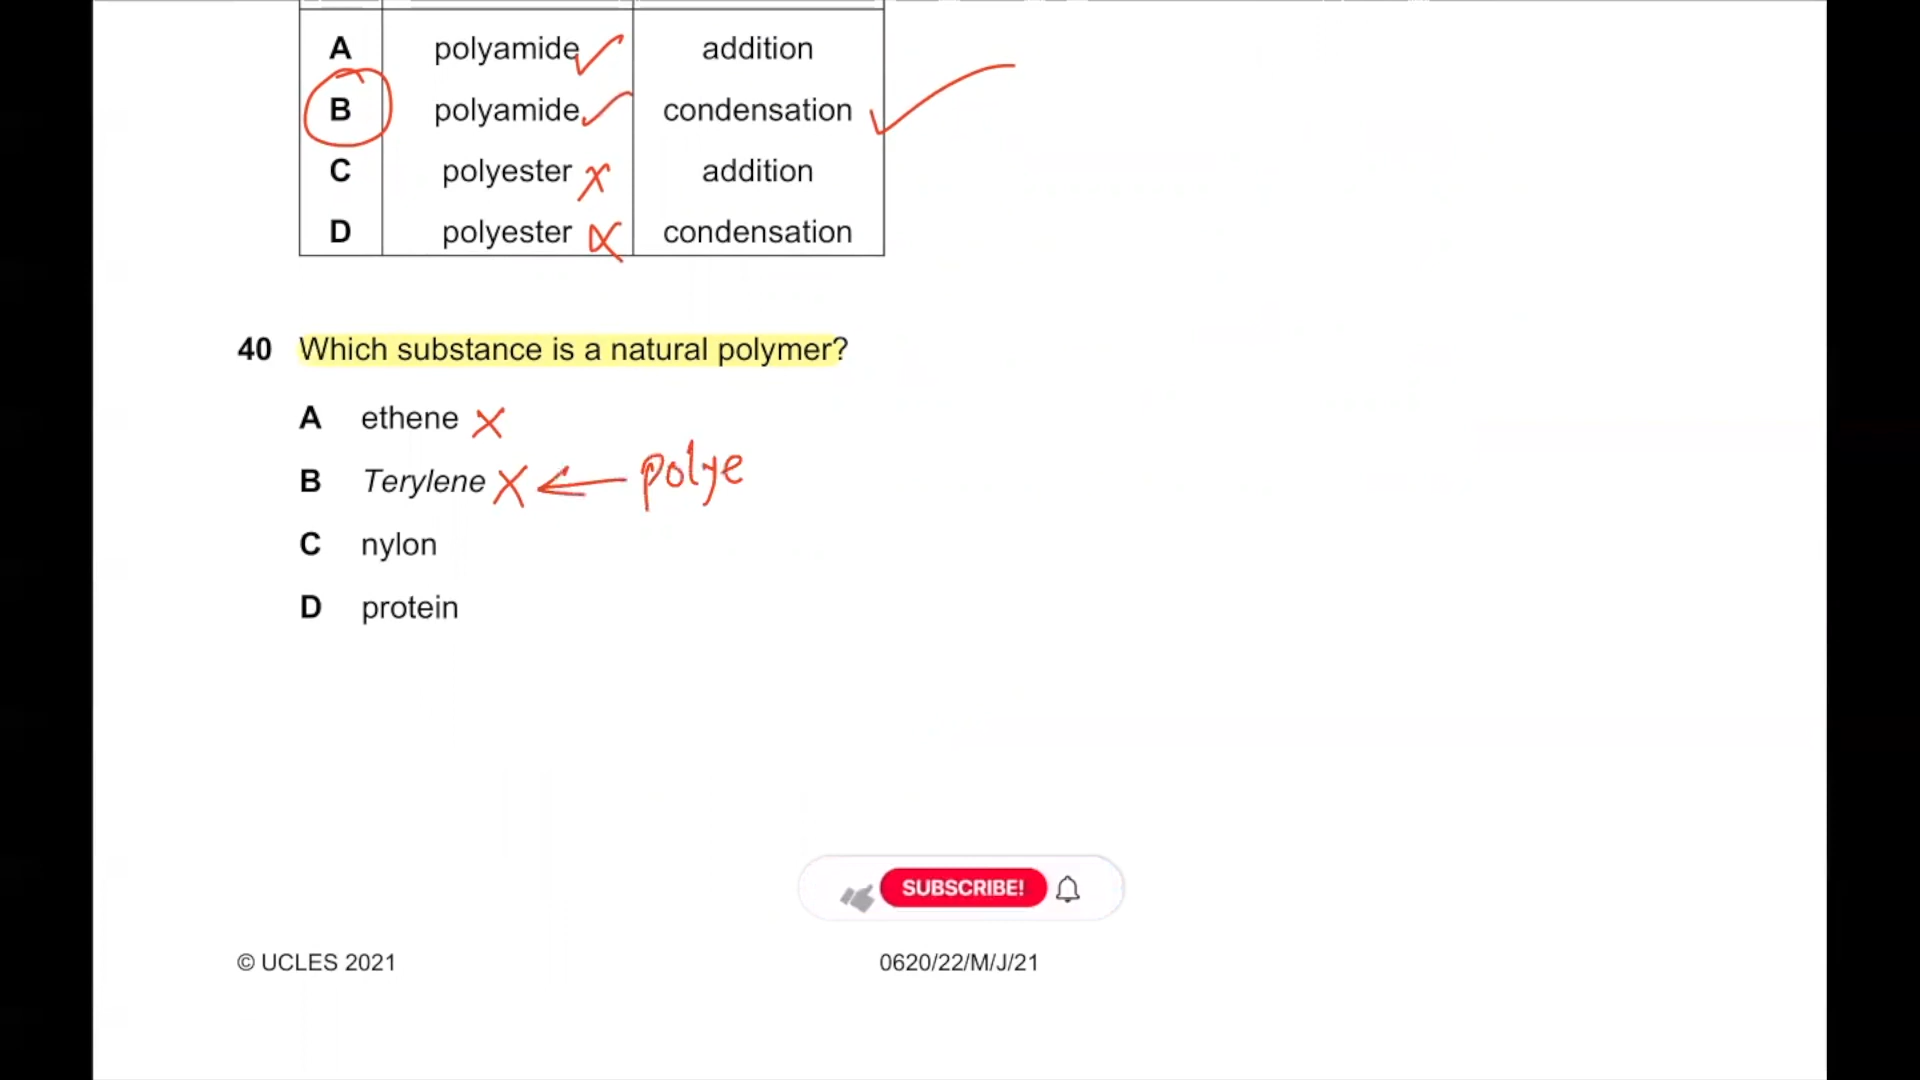 A polyamide addition
B polyamide condensation
C polyester addition
D polyester condensation
40 Which substance is a natural polymer?
A ethene
B Terylene polye
C nylon
D protein
SUBSCRIBE!
© UCLES 2021 0620/22/M/J/21